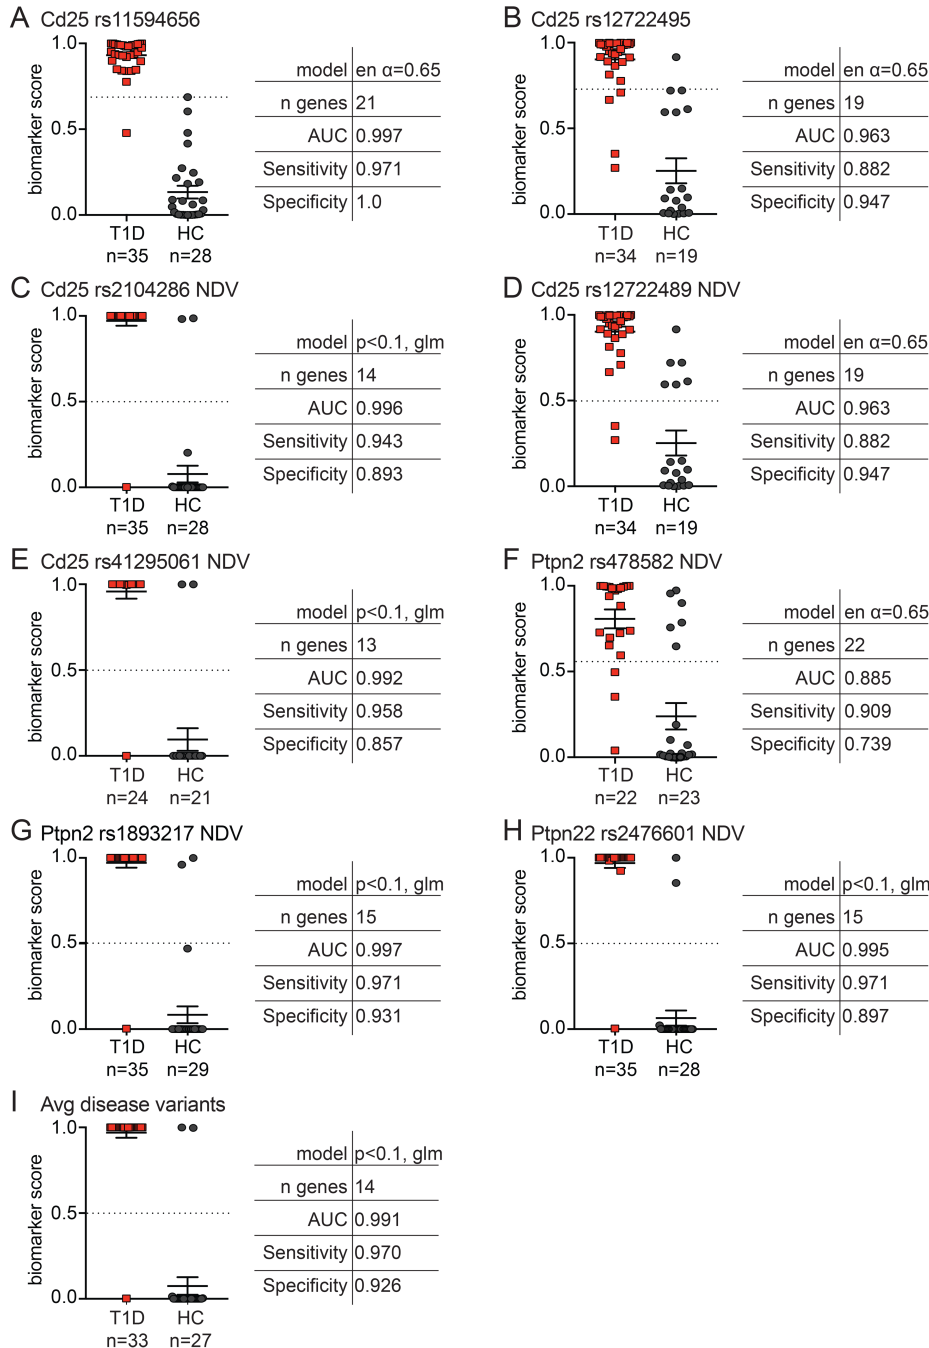 A Cd25 rs11594656
biomarker score
1.0
0.5
0.0
T1D HC
n=35 n=28
model en α=0.65
n genes 21
AUC 0.997
Sensitivity 0.971
Specificity 1.0
B Cd25 rs12722495
biomarker score
1.0
0.5
0.0
T1D HC
n=34 n=19
model en α=0.65
n genes 19
AUC 0.963
Sensitivity 0.882
Specificity 0.947
C Cd25 rs2104286 NDV
biomarker score
1.0
0.5
0.0
T1D HC
n=35 n=28
model p<0.1, glm
n genes 14
AUC 0.996
Sensitivity 0.943
Specificity 0.893
D Cd25 rs12722489 NDV
biomarker score
1.0
0.5
0.0
T1D HC
n=34 n=19
model en α=0.65
n genes 19
AUC 0.963
Sensitivity 0.882
Specificity 0.947
E Cd25 rs41295061 NDV
biomarker score
1.0
0.5
0.0
T1D HC
n=24 n=21
model p<0.1, glm
n genes 13
AUC 0.992
Sensitivity 0.958
Specificity 0.857
F Ptpn2 rs478582 NDV
biomarker score
1.0
0.5
0.0
T1D HC
n=22 n=23
model en α=0.65
n genes 22
AUC 0.885
Sensitivity 0.909
Specificity 0.739
G Ptpn2 rs1893217 NDV
biomarker score
1.0
0.5
0.0
T1D HC
n=35 n=29
model p<0.1, glm
n genes 15
AUC 0.997
Sensitivity 0.971
Specificity 0.931
H Ptpn22 rs2476601 NDV
biomarker score
1.0
0.5
0.0
T1D HC
n=35 n=28
model p<0.1, glm
n genes 15
AUC 0.995
Sensitivity 0.971
Specificity 0.897
I Avg disease variants
biomarker score
1.0
0.5
0.0
T1D HC
n=33 n=27
model p<0.1, glm
n genes 14
AUC 0.991
Sensitivity 0.970
Specificity 0.926